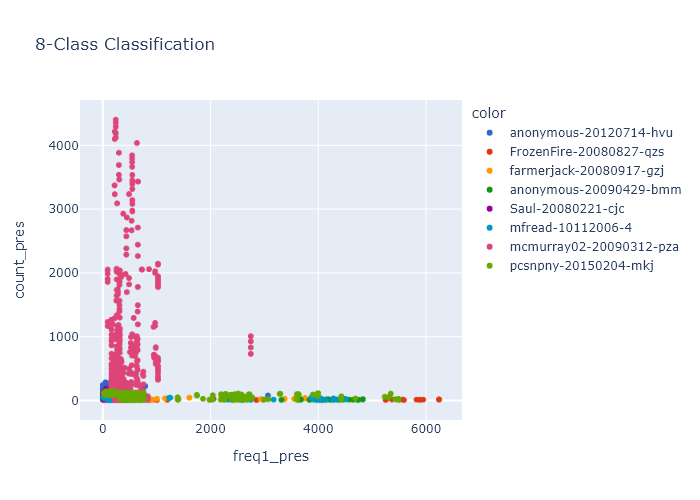 8-Class Classification
color
anonymous-20120714-hvu
FrozenFire-20080827-qzs
farmerjack-20080917-gzj
anonymous-20090429-bmm
Saul-20080221-cjc
mfread-10112006-4
mcmurray02-20090312-pza
pcsnpny-20150204-mkj
count_pres
4000
3000
2000
1000
0
0
2000
4000
6000
freq1_pres